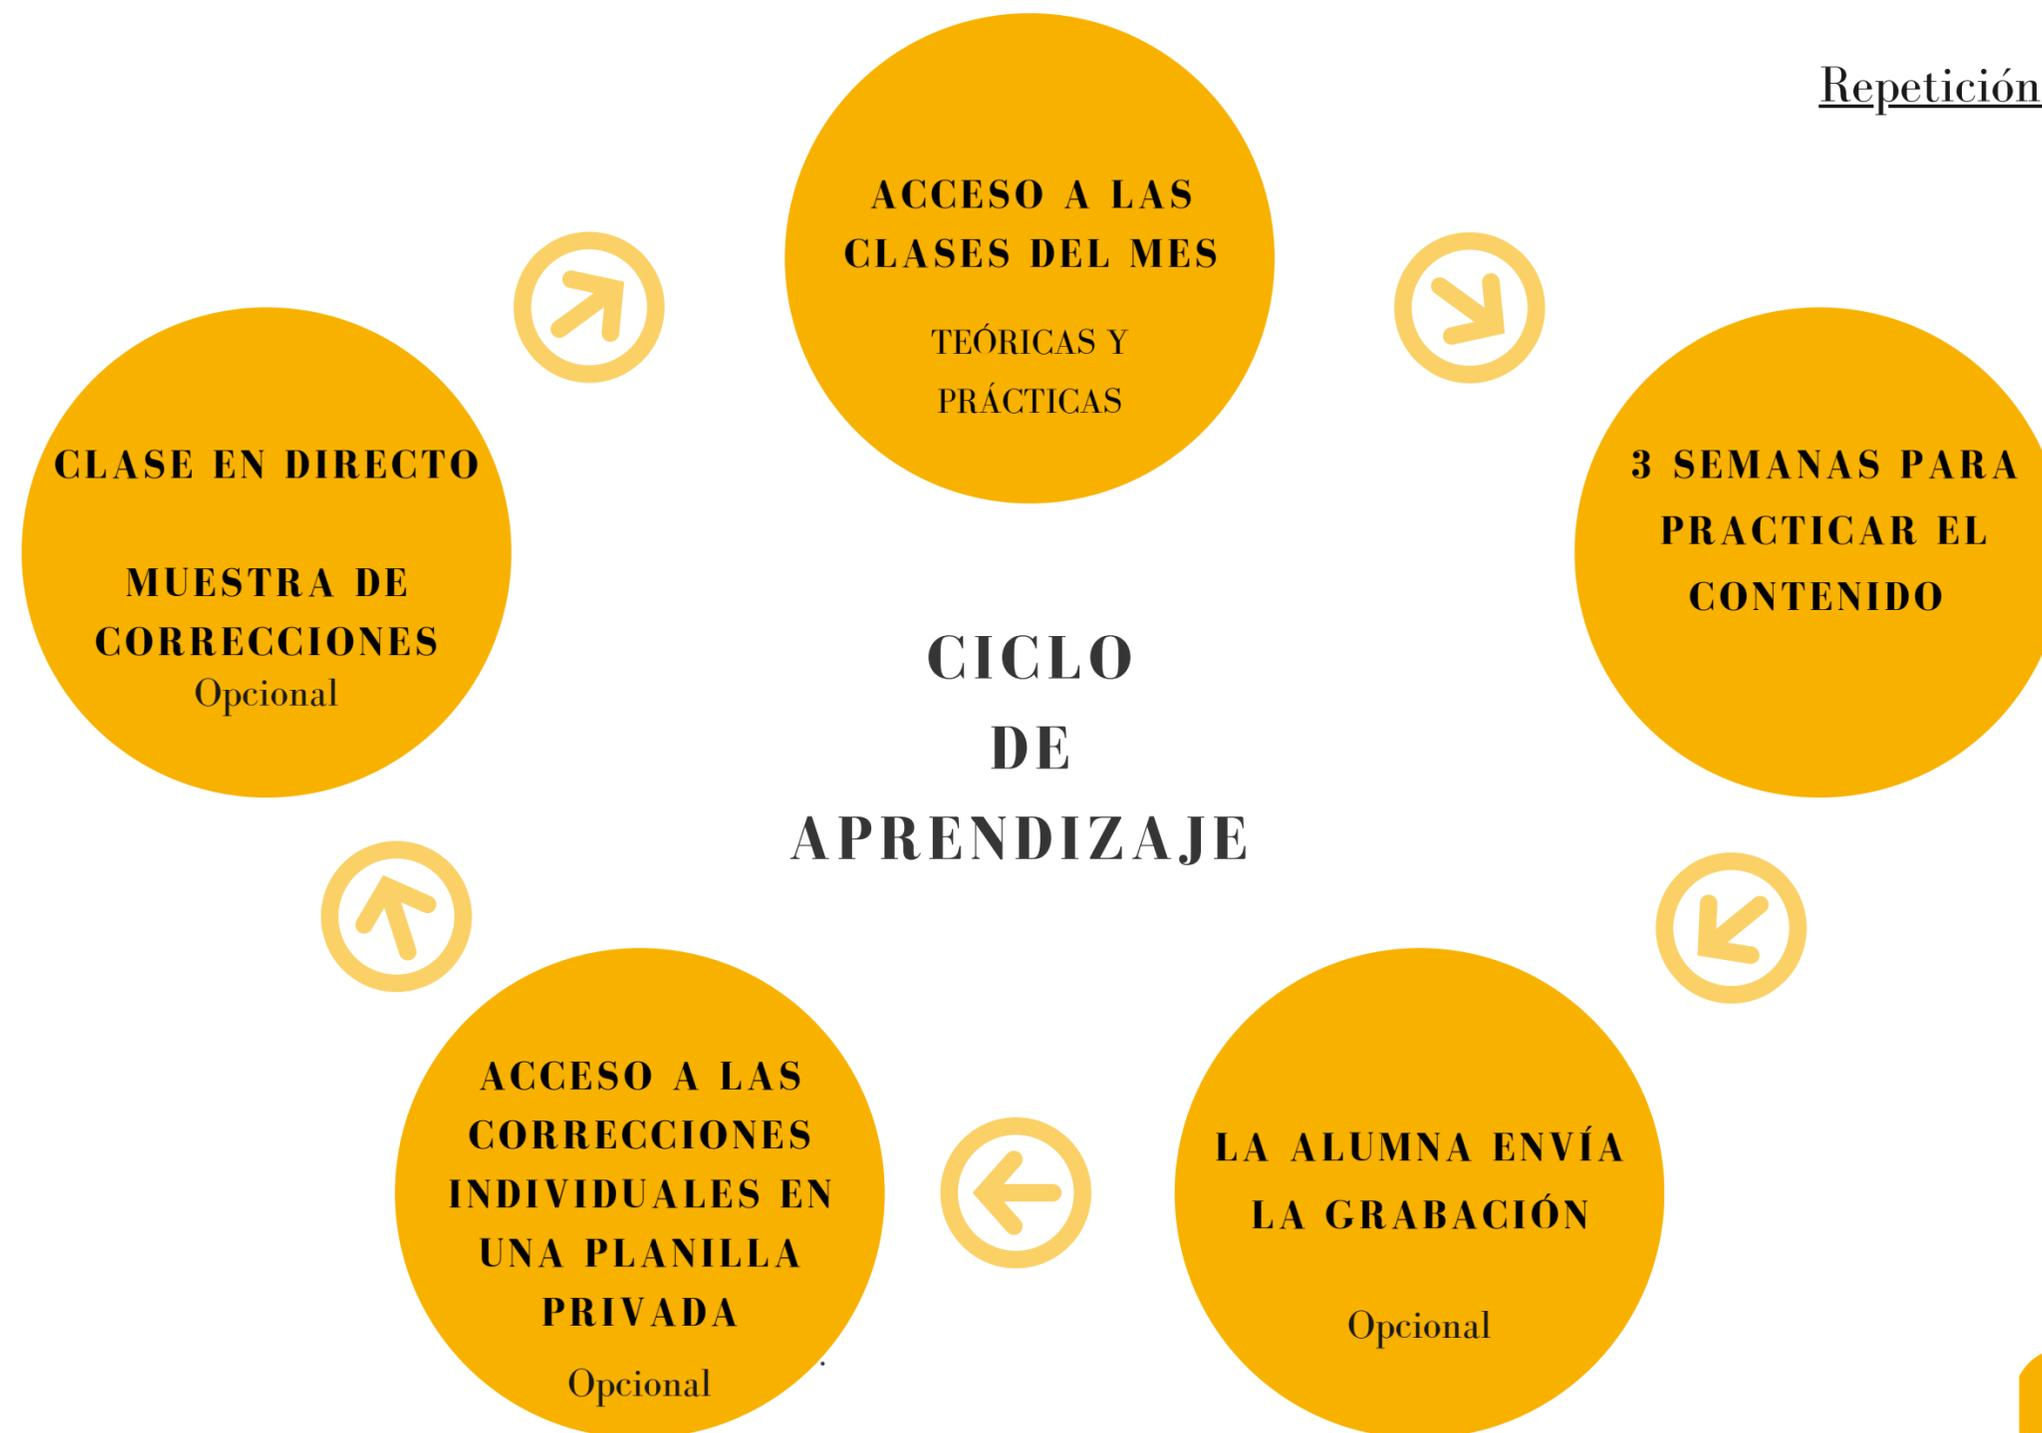 Repetición
ACCESO A LAS
CLASES DEL MES
TEÓRICAS Y
PRÁCTICAS
3 SEMANAS PARA
PRACTICAR EL
CONTENIDO
LA ALUMNA ENVÍA
LA GRABACIÓN
Opcional
ACCESO A LAS
CORRECCIONES
INDIVIDUALES EN
UNA PLANILLA
PRIVADA
Opcional
.
CLASE EN DIRECTO
MUESTRA DE
CORRECCIONES
Opcional
CICLO
DE
APRENDIZAJE